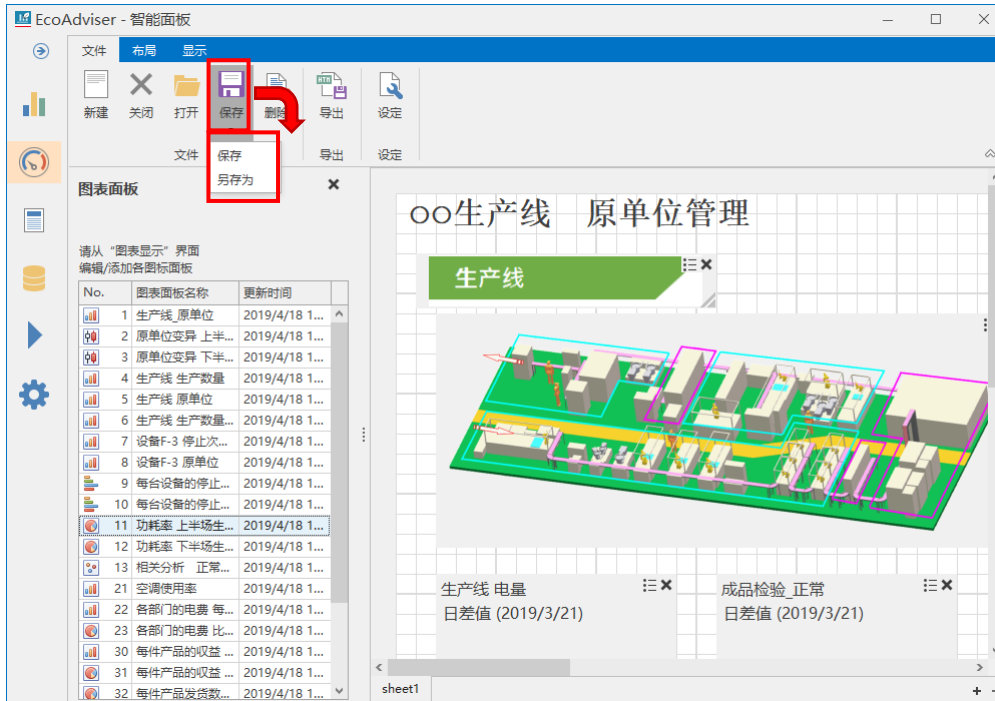 EcoAdviser - 智能面板
文件 布局 显示
新建 关闭 打开 保存 删除 导出 设定
文件 导出 设定
保存
另存为
图表面板
请从“图表显示”界面
编辑/添加各图标面板
No. 图表面板名称 更新时间
1 生产线_原单位 2019/4/18 1...
2 原单位变异 上半... 2019/4/18 1...
3 原单位变异 下半... 2019/4/18 1...
4 生产线 生产数量 2019/4/18 1...
5 生产线 原单位 2019/4/18 1...
6 生产线 生产数量... 2019/4/18 1...
7 设备F-3 停止次... 2019/4/18 1...
8 设备F-3 原单位 2019/4/18 1...
9 每台设备的停止... 2019/4/18 1...
10 每台设备的停止... 2019/4/18 1...
11 功耗率 上半场生... 2019/4/18 1...
12 功耗率 下半场生... 2019/4/18 1...
13 相关分析 正常... 2019/4/18 1...
21 空调使用率 2019/4/18 1...
22 各部门的电费 每... 2019/4/18 1...
23 各部门的电费 比... 2019/4/18 1...
30 每件产品的收益 ... 2019/4/18 1...
31 每件产品的收益 ... 2019/4/18 1...
32 每件产品发货数... 2019/4/18 1...
oo生产线 原单位管理
生产线
生产线 电量
日差值 (2019/3/21)
成品检验_正常
日差值 (2019/3/21)
sheet1